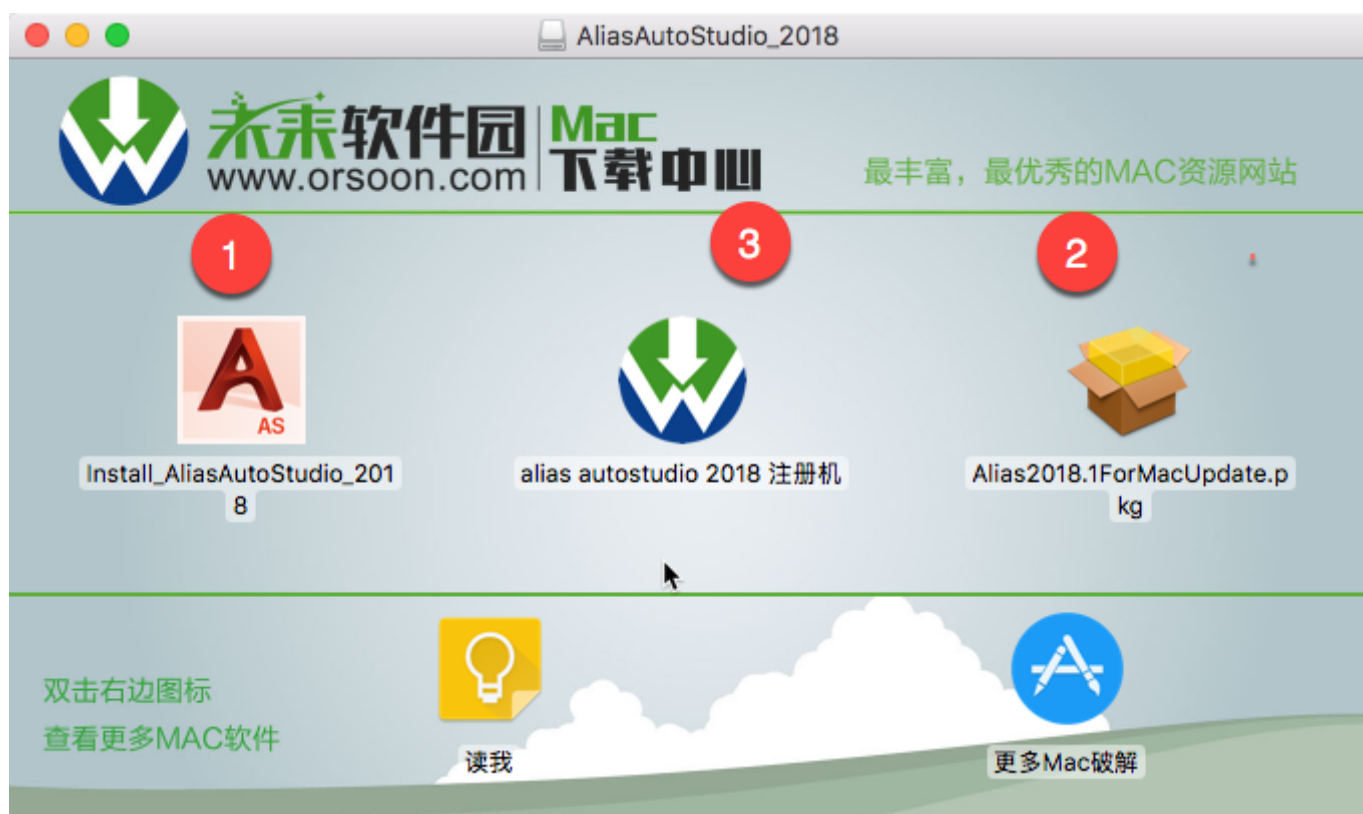 AliasAutoStudio_2018
未来软件园
www.orsoon.com
Mac
下载中心
最丰富，最优秀的MAC资源网站
1
3
2
AS
Install_AliasAutoStudio_201
8
alias autostudio 2018 注册机
Alias2018.1ForMacUpdate.p
kg
双击右边图标
查看更多MAC软件
读我
更多Mac破解